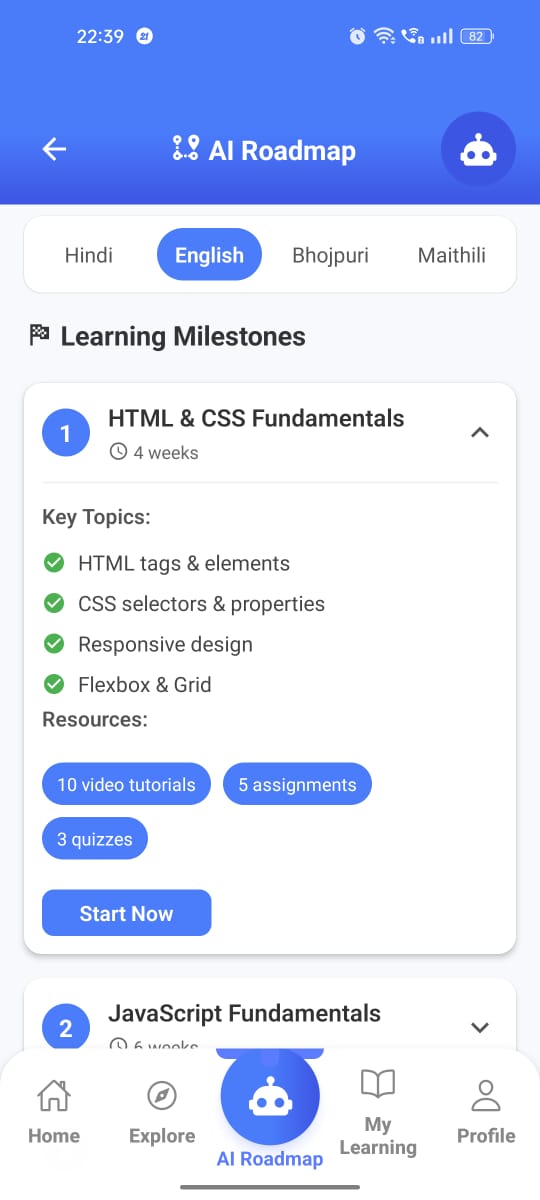 22:39
82
AI Roadmap
Hindi English Bhojpuri Maithili
Learning Milestones
1 HTML & CSS Fundamentals
4 weeks
Key Topics:
HTML tags & elements
CSS selectors & properties
Responsive design
Flexbox & Grid
Resources:
10 video tutorials 5 assignments
3 quizzes
Start Now
2 JavaScript Fundamentals
6 weeks
Home Explore AI Roadmap My Learning Profile